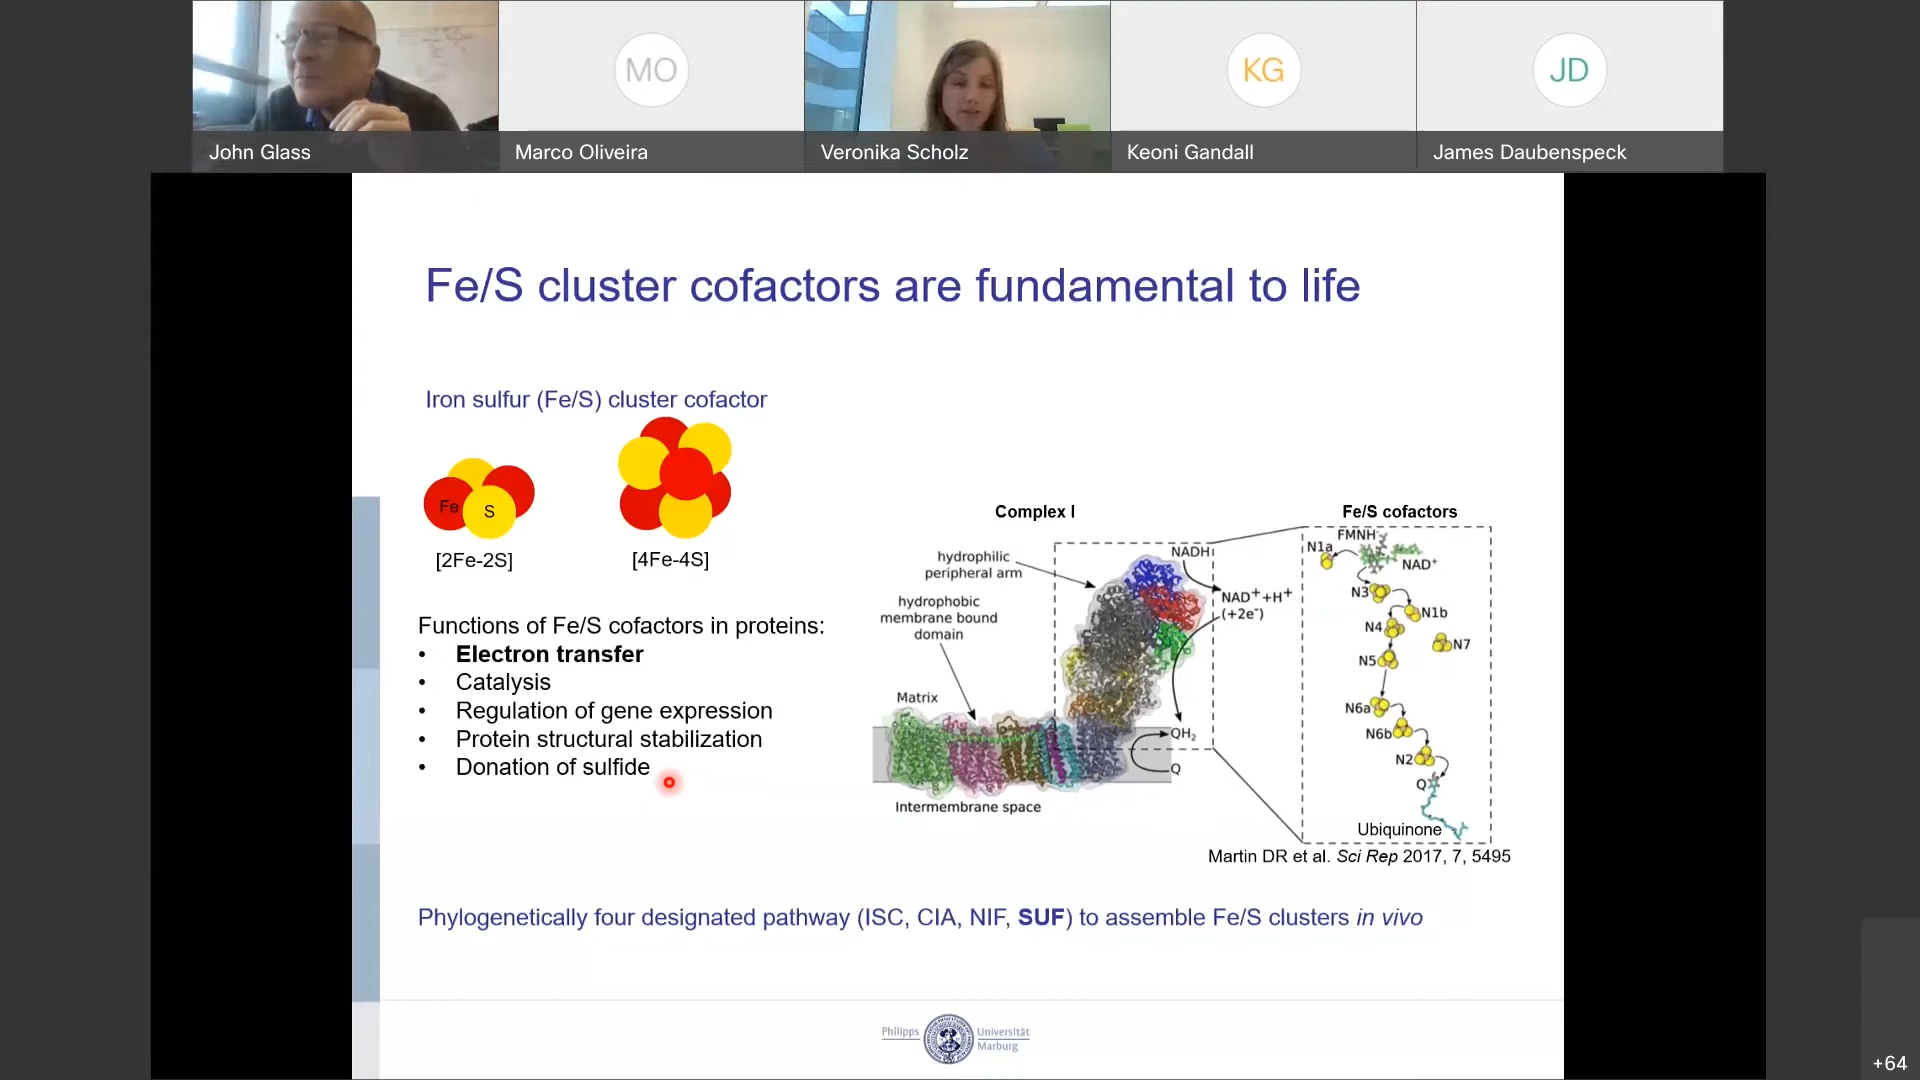 MO
KG
JD
John Glass
Marco Oliveira
Veronika Scholz
Keoni Gandall
James Daubenspeck
Fe/S cluster cofactors are fundamental to life
Iron sulfur (Fe/S) cluster cofactor
Fe
S
[2Fe-2S]
[4Fe-4S]
Functions of Fe/S cofactors in proteins:
• Electron transfer
• Catalysis
• Regulation of gene expression
• Protein structural stabilization
• Donation of sulfide
Complex I
hydrophilic
peripheral arm
hydrophobic
membrane bound
domain
Matrix
Intermembrane space
NADH
NAD⁺+H⁺
(+2e⁻)
QH₂
Q
Fe/S cofactors
FMNH
N1a
NAD⁺
N3
N1b
N4
N7
N5
N6a
N6b
N2
Q
Ubiquinone
Martin DR et al. Sci Rep 2017, 7, 5495
Phylogenetically four designated pathway (ISC, CIA, NIF, SUF) to assemble Fe/S clusters in vivo
Philipps
Universität
Marburg
+64